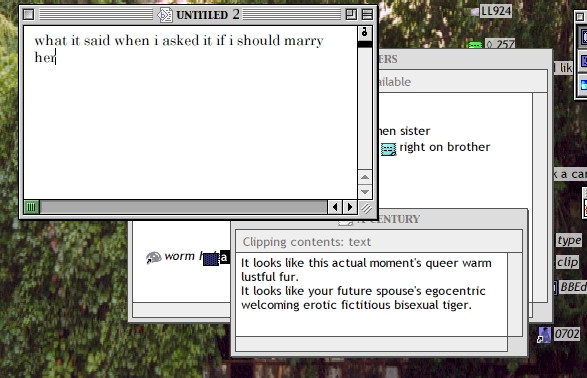 UNTITLED 2
what it said when i asked it if i should marry
her
LL924
257
ERS
ailable
d lik
nen sister
right on brother
k a car
CENTURY
worm h
a
Clipping contents: text
It looks like this actual moment's queer warm
lustful fur.
It looks like your future spouse's egocentric
welcoming erotic fictitious bisexual tiger.
type
clip
BBEd
0702